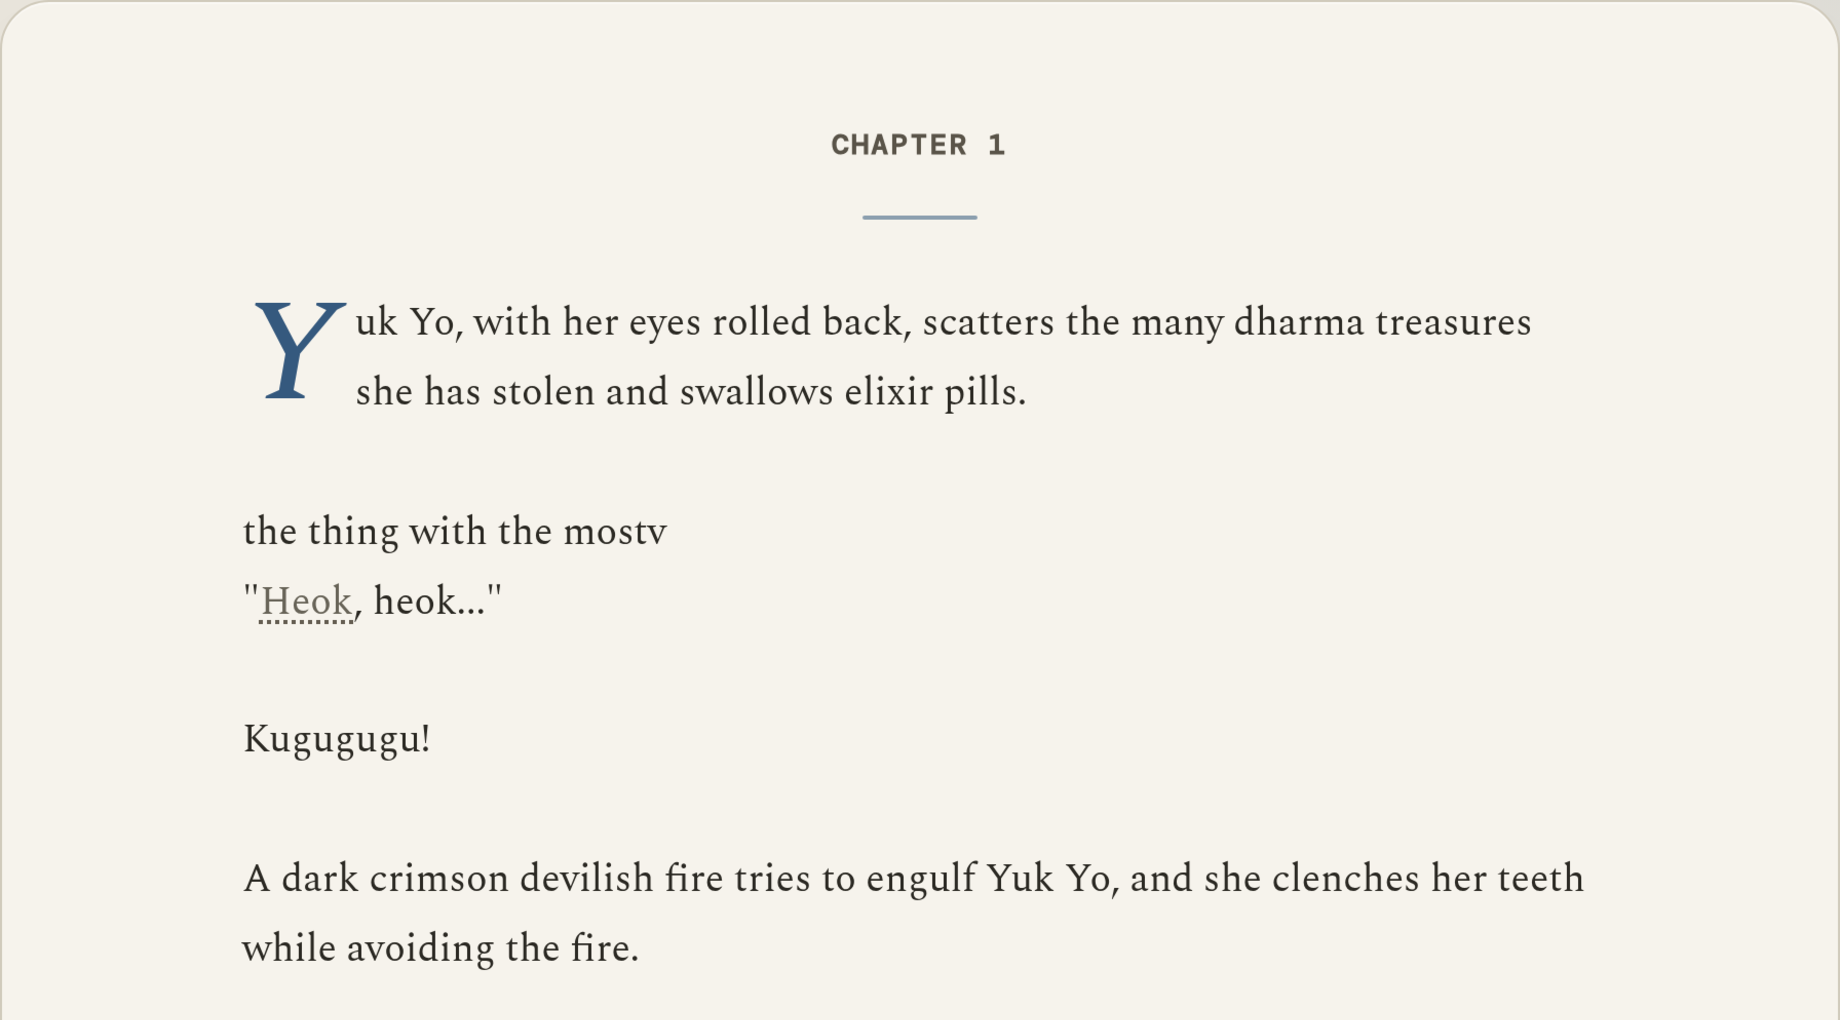 CHAPTER 1
Yuk Yo, with her eyes rolled back, scatters the many dharma treasures
she has stolen and swallows elixir pills.
the thing with the mostv
"Heok, heok..."
Kugugugu!
A dark crimson devilish fire tries to engulf Yuk Yo, and she clenches her teeth
while avoiding the fire.